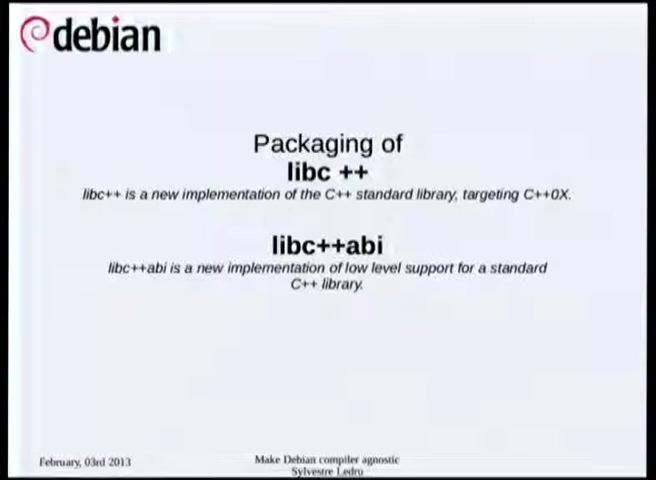 debian
Packaging of
libc ++
libc++ is a new implementation of the C++ standard library, targeting C++0X.
libc++abi
libc++abi is a new implementation of low level support for a standard
C++ library.
February, 03rd 2013
Make Debian compiler agnostic
Sylvestre Ledru